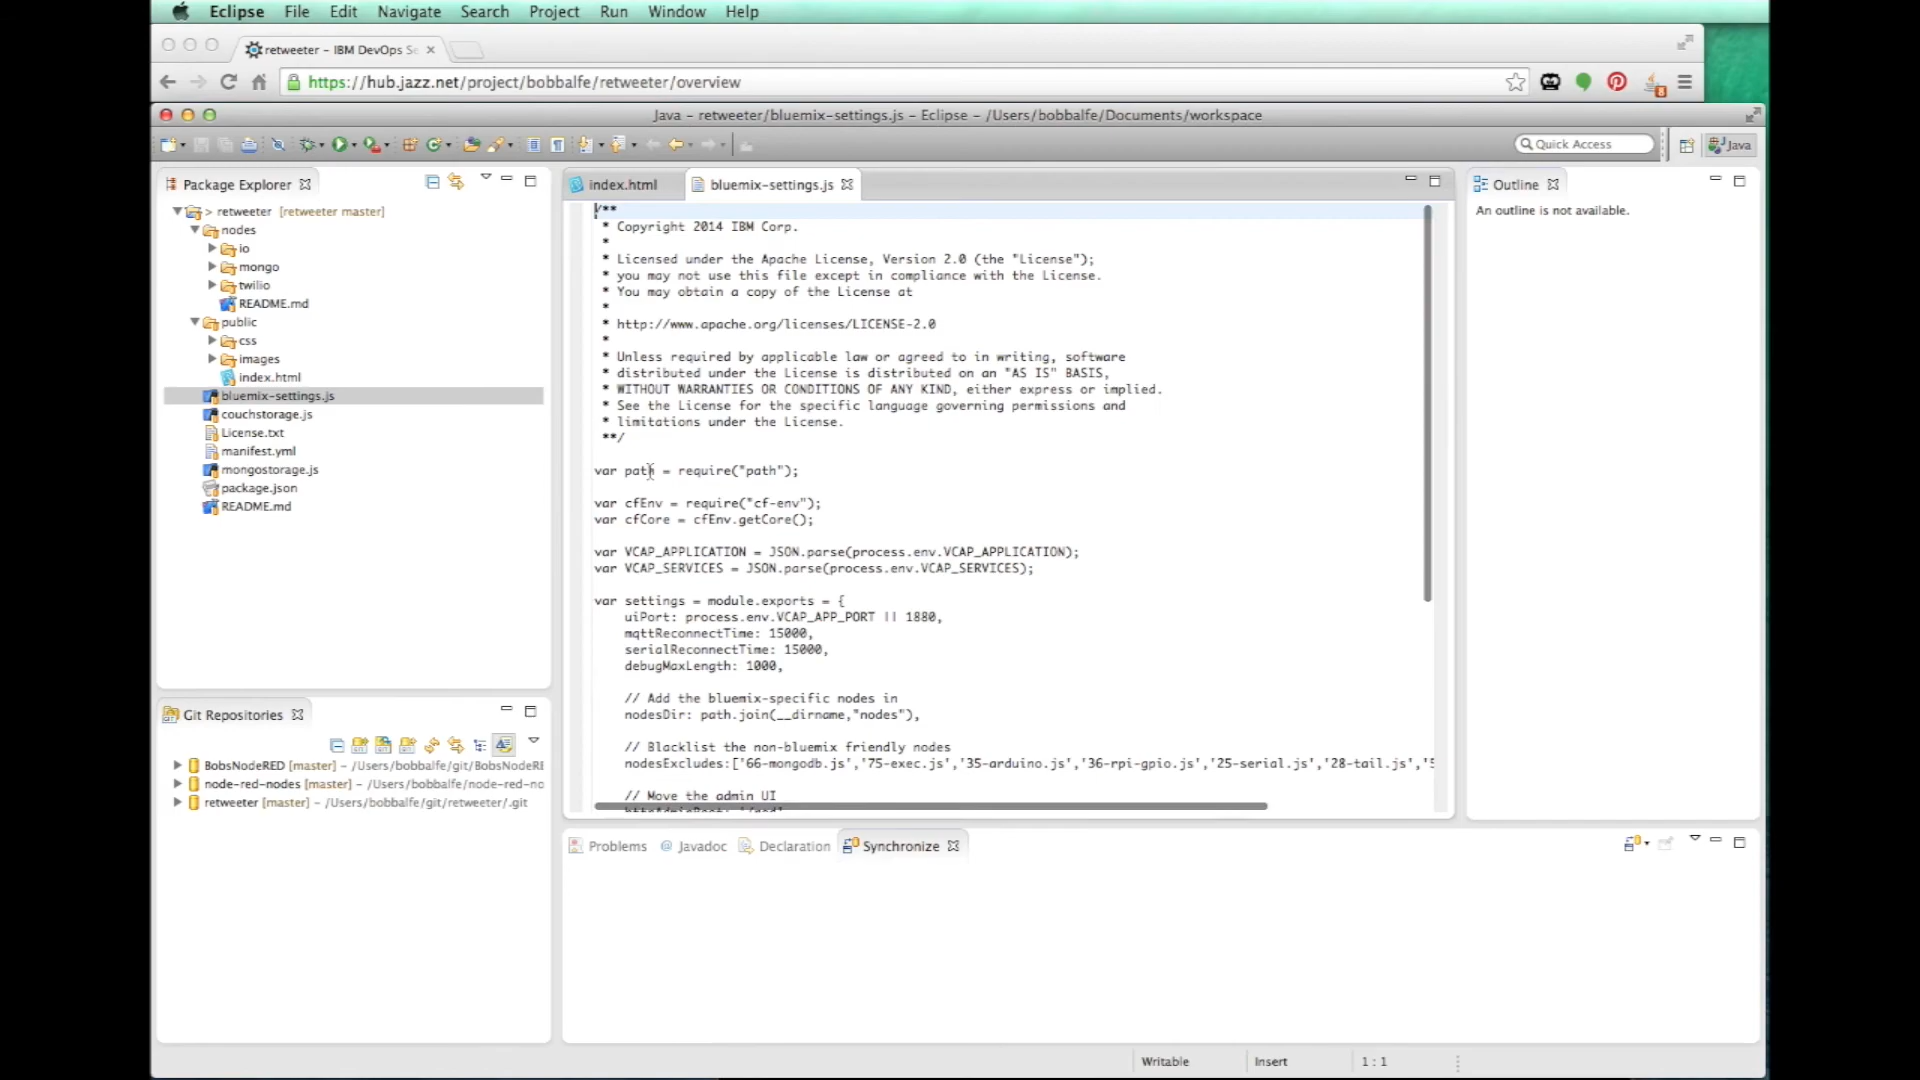 Eclipse File Edit Navigate Search Project Run Window Help
retweeter - IBM DevOps Se
https://hub.jazz.net/project/bobbalfe/retweeter/overview
Java - retweeter/bluemix-settings.js - Eclipse - /Users/bobbalfe/Documents/workspace
Quick Access
Java
Package Explorer
> retweeter [retweeter master]
nodes
io
mongo
twilio
README.md
public
css
images
index.html
bluemix-settings.js
couchstorage.js
License.txt
manifest.yml
mongostorage.js
package.json
README.md
Git Repositories
BobsNodeRED [master] - /Users/bobbalfe/git/BobsNodeRE
node-red-nodes [master] - /Users/bobbalfe/node-red-no
retweeter [master] - /Users/bobbalfe/git/retweeter/.git
index.html
bluemix-settings.js
/**
* Copyright 2014 IBM Corp.
*
* Licensed under the Apache License, Version 2.0 (the "License");
* you may not use this file except in compliance with the License.
* You may obtain a copy of the License at
*
* http://www.apache.org/licenses/LICENSE-2.0
*
* Unless required by applicable law or agreed to in writing, software
* distributed under the License is distributed on an "AS IS" BASIS,
* WITHOUT WARRANTIES OR CONDITIONS OF ANY KIND, either express or implied.
* See the License for the specific language governing permissions and
* limitations under the License.
**/
var path = require("path");
var cfEnv = require("cf-env");
var cfCore = cfEnv.getCore();
var VCAP_APPLICATION = JSON.parse(process.env.VCAP_APPLICATION);
var VCAP_SERVICES = JSON.parse(process.env.VCAP_SERVICES);
var settings = module.exports = {
uiPort: process.env.VCAP_APP_PORT || 1880,
mqttReconnectTime: 15000,
serialReconnectTime: 15000,
debugMaxLength: 1000,
// Add the bluemix-specific nodes in
nodesDir: path.join(__dirname,"nodes"),
// Blacklist the non-bluemix friendly nodes
nodesExcludes:['66-mongodb.js','75-exec.js','35-arduino.js','36-rpi-gpio.js','25-serial.js','28-tail.js','
// Move the admin UI
Outline
An outline is not available.
Problems
@ Javadoc
Declaration
Synchronize
Writable
Insert
1 : 1